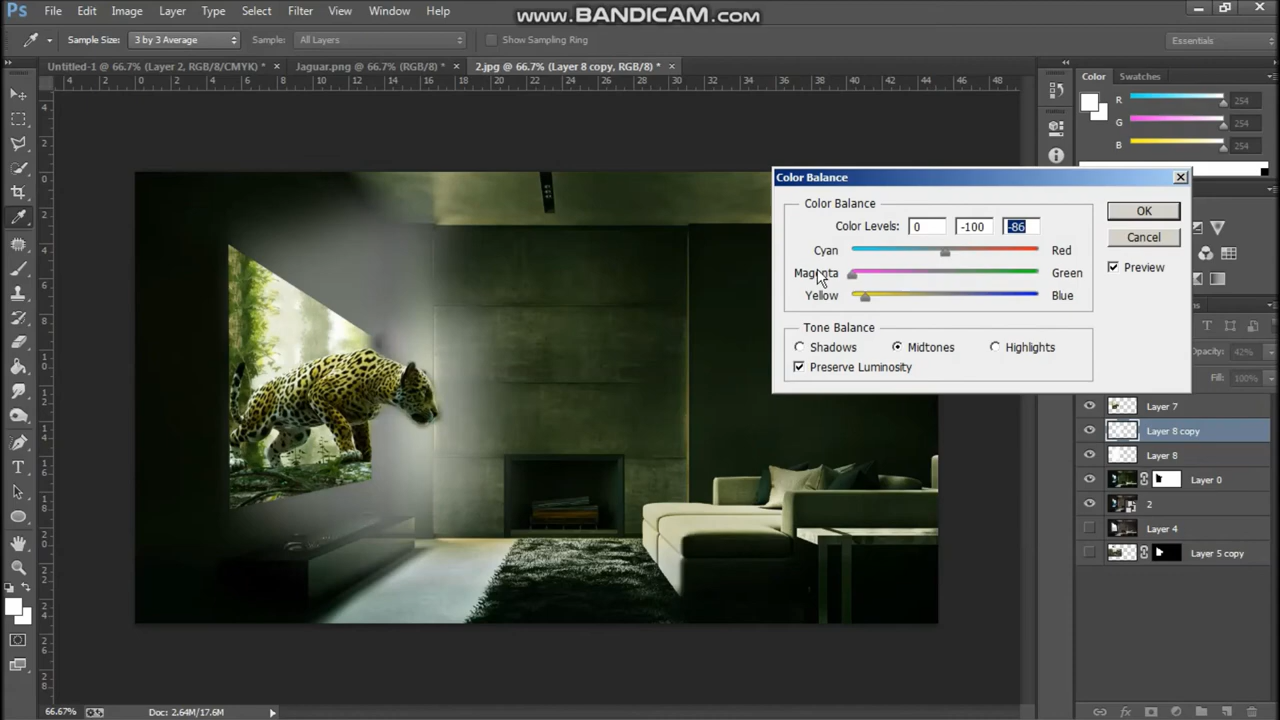 www.BANDICAM.com
Ps File Edit Image Layer Type Select Filter View Window Help
Sample Size: 3 by 3 Average Sample: All Layers Show Sampling Ring Essentials
Untitled-1 @ 66.7% (Layer 2, RGB/8/CMYK) * × Jaguar.png @ 66.7% (RGB/8) * × 2.jpg @ 66.7% (Layer 8 copy, RGB/8) * ×
Color Swatches
R 254
G 254
B 254
Color Balance
Color Balance
Color Levels: 0 -100 -86
Cyan Red
Magenta Green
Yellow Blue
Tone Balance
Shadows Midtones Highlights
Preserve Luminosity
OK
Cancel
Preview
Opacity: 42%
Fill: 100%
Layer 7
Layer 8 copy
Layer 8
Layer 0
2
Layer 4
Layer 5 copy
66.67% Doc: 2.64M/17.6M